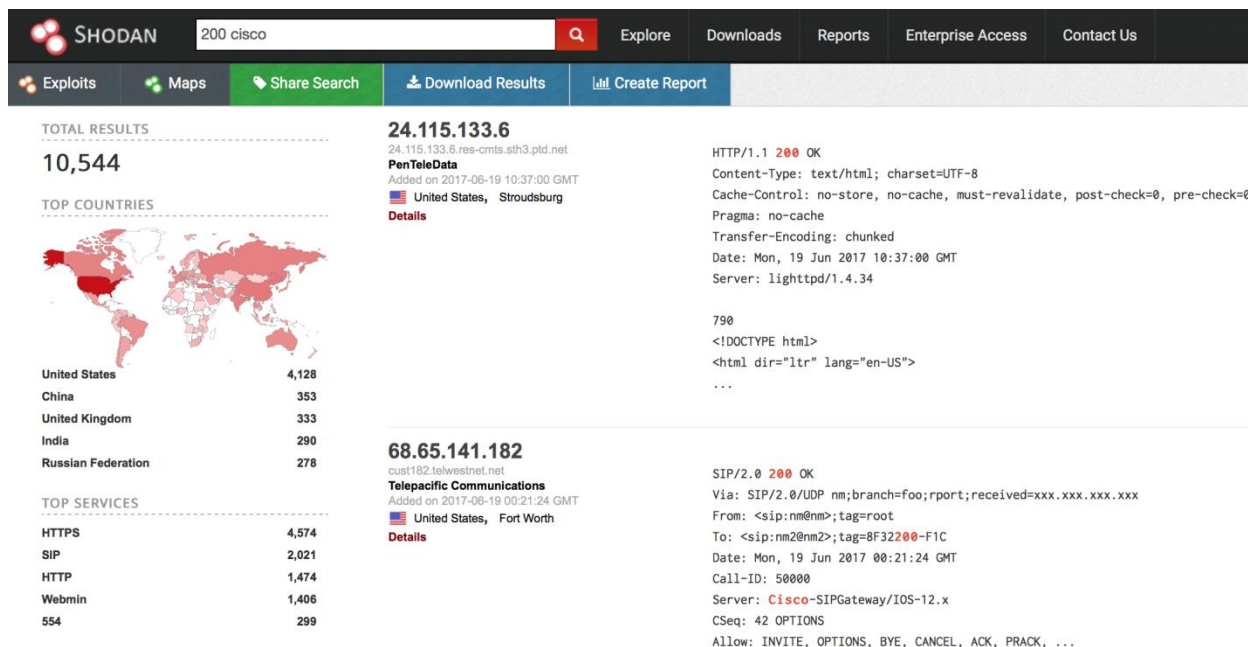 SHODAN 200 cisco Explore Downloads Reports Enterprise Access Contact Us
Exploits Maps Share Search Download Results Create Report
TOTAL RESULTS
10,544
TOP COUNTRIES
United States 4,128
China 353
United Kingdom 333
India 290
Russian Federation 278
TOP SERVICES
HTTPS 4,574
SIP 2,021
HTTP 1,474
Webmin 1,406
554 299
24.115.133.6
24.115.133.6.res-cmts.sth3.ptd.net
PenTeleData
Added on 2017-06-19 10:37:00 GMT
United States, Stroudsburg
Details
HTTP/1.1 200 OK
Content-Type: text/html; charset=UTF-8
Cache-Control: no-store, no-cache, must-revalidate, post-check=0, pre-check=0
Pragma: no-cache
Transfer-Encoding: chunked
Date: Mon, 19 Jun 2017 10:37:00 GMT
Server: lighttpd/1.4.34
790
<!DOCTYPE html>
<html dir="ltr" lang="en-US">
...
68.65.141.182
cust182.telwestnet.net
Telepacific Communications
Added on 2017-06-19 00:21:24 GMT
United States, Fort Worth
Details
SIP/2.0 200 OK
Via: SIP/2.0/UDP nm;branch=foo;rport;received=xxx.xxx.xxx.xxx
From: <sip:nm@nm>;tag=root
To: <sip:nm2@nm2>;tag=8F32200-F1C
Date: Mon, 19 Jun 2017 00:21:24 GMT
Call-ID: 50000
Server: Cisco-SIPGateway/IOS-12.x
CSeq: 42 OPTIONS
Allow: INVITE, OPTIONS, BYE, CANCEL, ACK, PRACK, ...